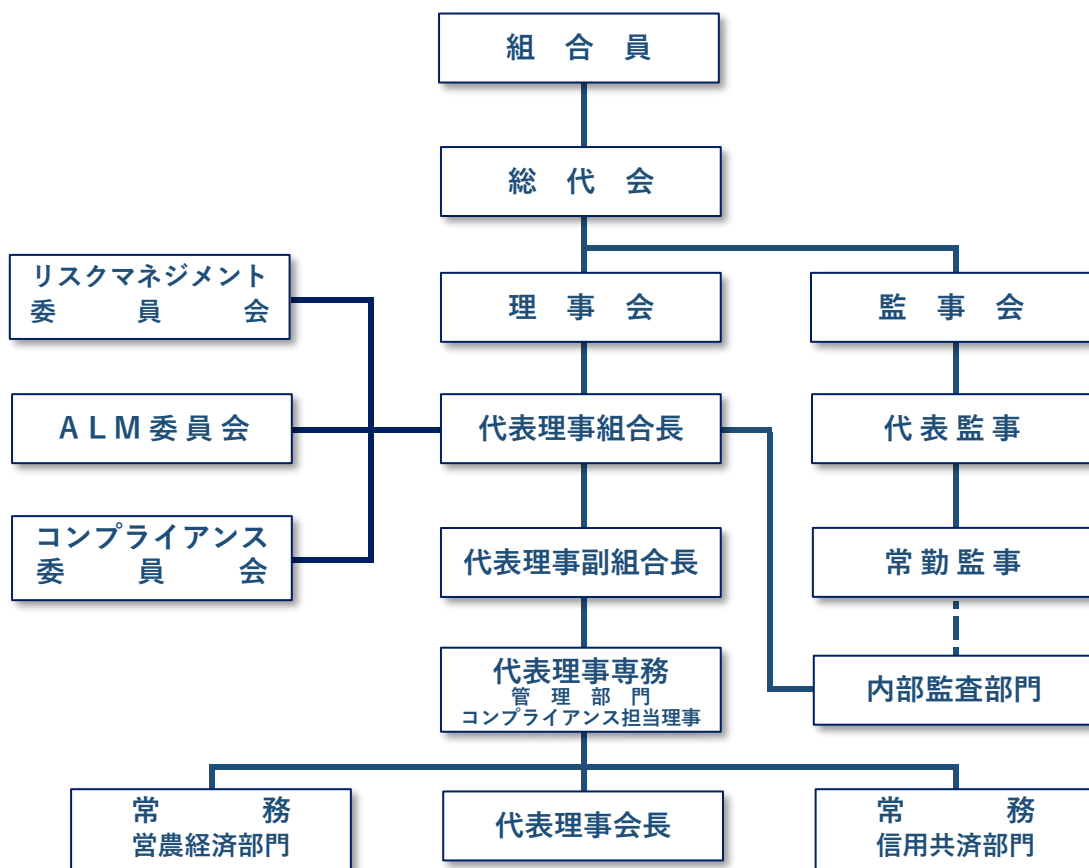 組合員
総代会
リスクマネジメント
委員会
理事会
監事会
ALM委員会
代表理事組合長
代表監事
コンプライアンス
委員会
代表理事副組合長
常勤監事
代表理事専務
管理部門
コンプライアンス担当理事
内部監査部門
常務
営農経済部門
代表理事会長
常務
信用共済部門